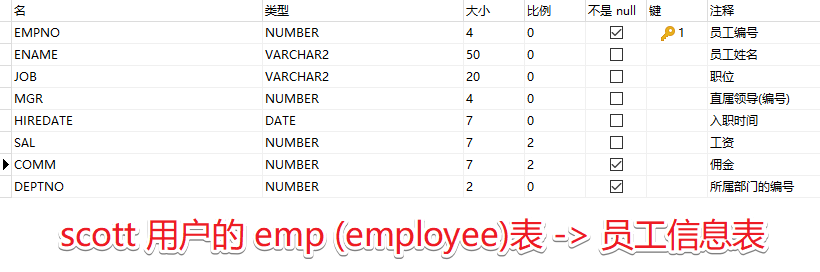 名 类型 大小 比例 不是 null 键 注释
EMPNO NUMBER 4 0 1 员工编号
ENAME VARCHAR2 50 0 员工姓名
JOB VARCHAR2 20 0 职位
MGR NUMBER 4 0 直属领导(编号)
HIREDATE DATE 7 0 入职时间
SAL NUMBER 7 2 工资
COMM NUMBER 7 2 佣金
DEPTNO NUMBER 2 0 所属部门的编号
scott 用户的 emp (employee)表 -> 员工信息表